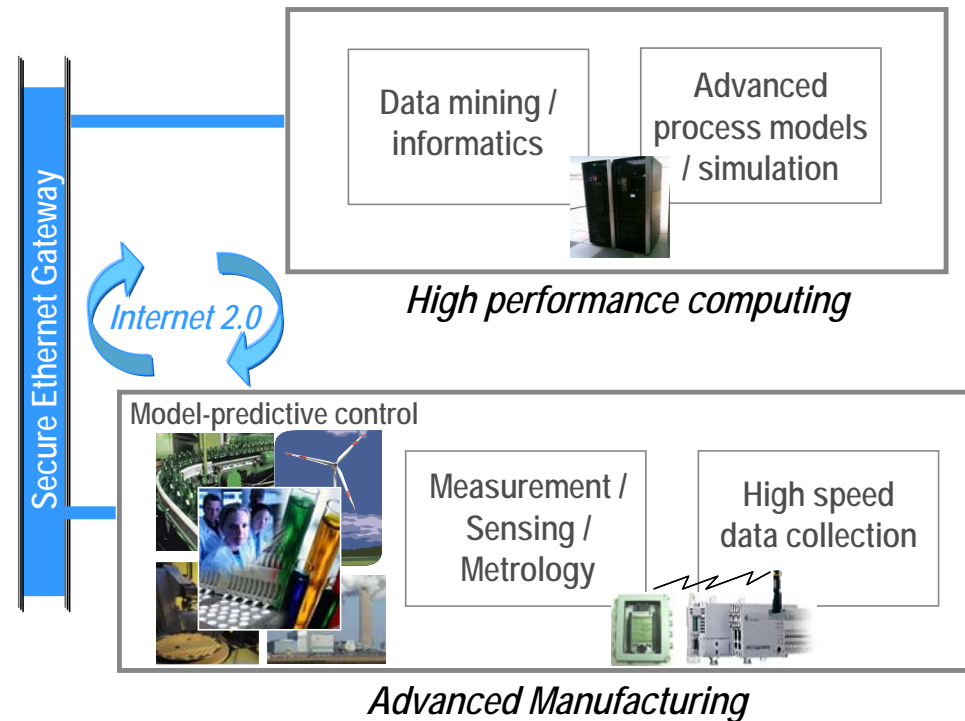 Secure Ethernet Gateway
Data mining /
informatics
Advanced
process models
/ simulation
High performance computing
Internet 2.0
Model-predictive control
Measurement /
Sensing /
Metrology
High speed
data collection
Advanced Manufacturing